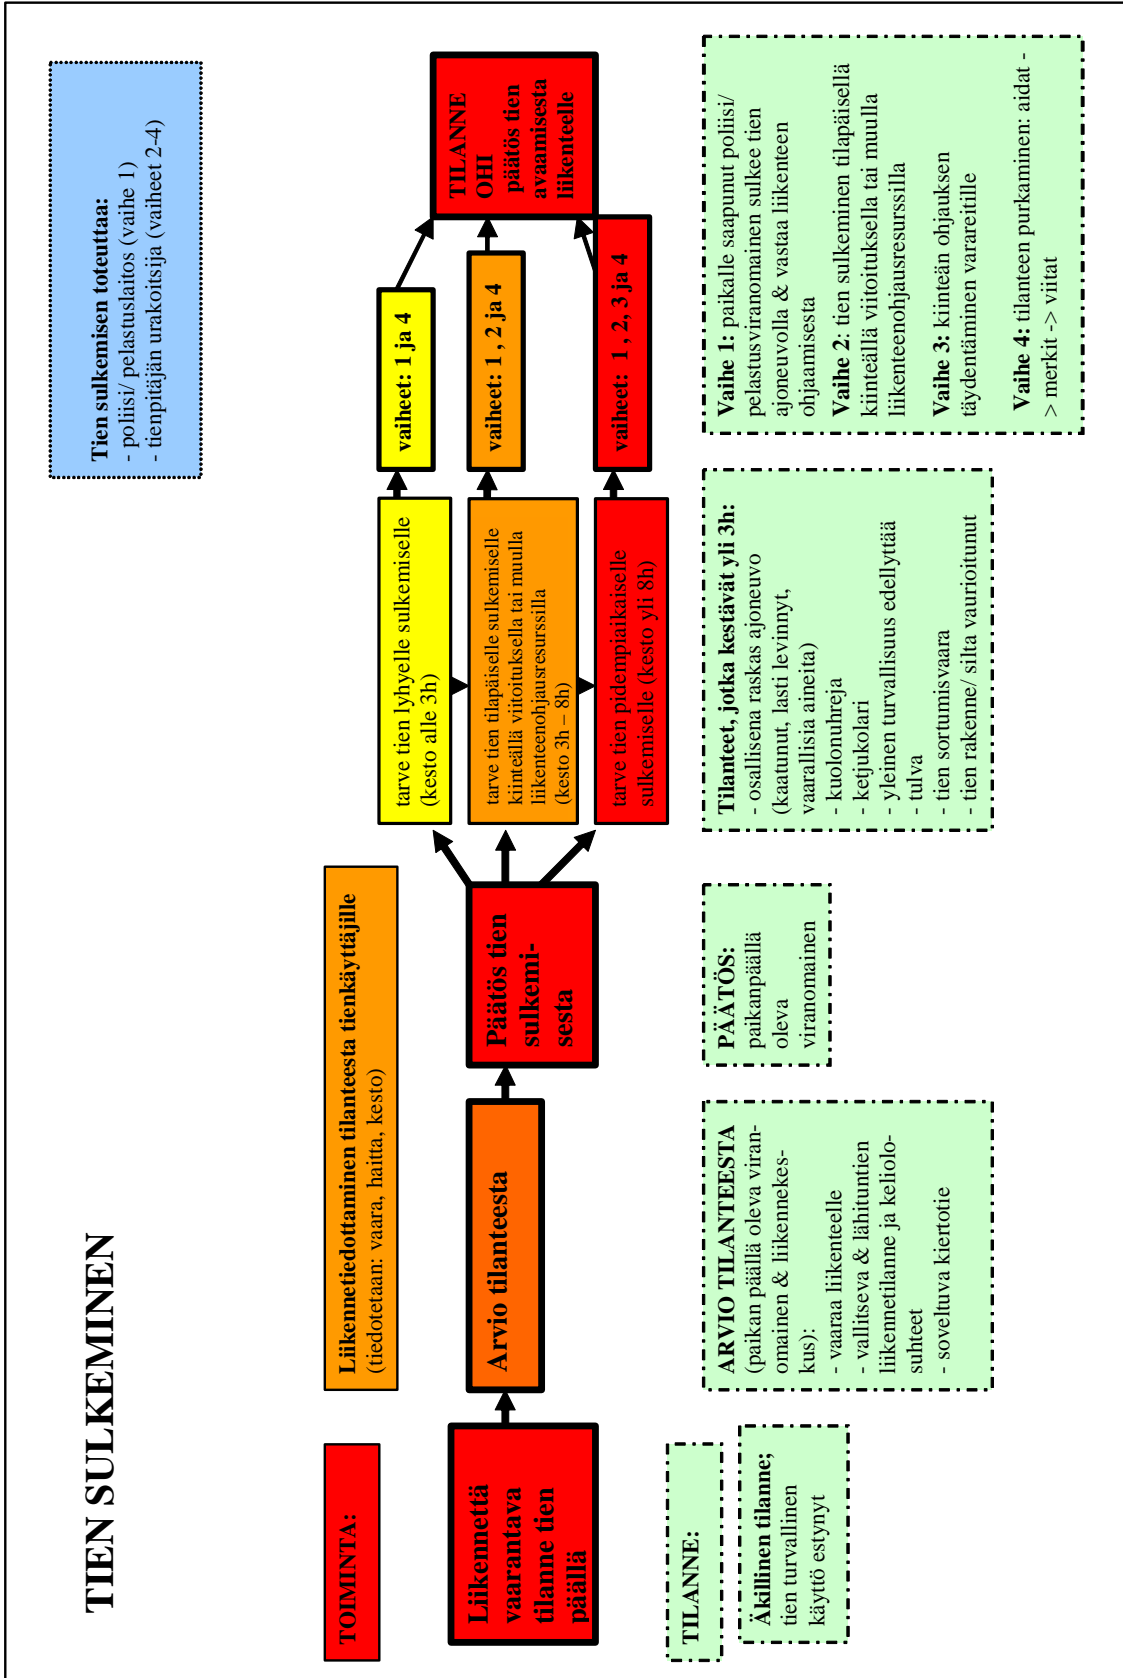 TIEN SULKEMINEN
Tien sulkemisen toteuttaa:
- poliisi/ pelastuslaitos (vaihe 1)
- tienpitäjän urakoitsija (vaiheet 2-4)
TOIMINTA:
Liikennetiedottaminen tilanteesta tienkäyttäjille
(tiedotetaan: vaara, haitta, kesto)
Liikennettä
vaarantava
tilanne tien
päällä
Arvio tilanteesta
Päätös tien
sulkemi-
sesta
tarve tien lyhyelle sulkemiselle
(kesto alle 3h)
vaiheet: 1 ja 4
tarve tien tilapäiselle sulkemiselle
kiinteällä viitoituksella tai muulla
liikenteenohjausresurssilla
(kesto 3h – 8h)
vaiheet: 1 , 2 ja 4
tarve tien pidempiaikaiselle
sulkemiselle (kesto yli 8h)
vaiheet: 1, 2, 3 ja 4
TILANNE
OHI
päätös tien
avaamisesta
liikenteelle
TILANNE:
Äkillinen tilanne;
tien turvallinen
käyttö estynyt
ARVIO TILANTEESTA
(paikan päällä oleva viran-
omainen & liikennekes-
kus):
- vaaraa liikenteelle
- vallitseva & lähituntien
liikennetilanne ja keliolo-
suhteet
- soveltuva kiertotie
PÄÄTÖS:
paikanpäällä
oleva
viranomainen
Tilanteet, jotka kestävät yli 3h:
- osallisena raskas ajoneuvo
(kaatunut, lasti levinnyt,
vaarallisia aineita)
- kuolonuhreja
- ketjukolari
- yleinen turvallisuus edellyttää
- tulva
- tien sortumisvaara
- tien rakenne/ silta vaurioitunut
Vaihe 1: paikalle saapunut poliisi/
pelastusviranomainen sulkee tien
ajoneuvolla & vastaa liikenteen
ohjaamisesta
Vaihe 2: tien sulkeminen tilapäisellä
kiinteällä viitoituksella tai muulla
liikenteenohjausresurssilla
Vaihe 3: kiinteän ohjauksen
täydentäminen varareitille
Vaihe 4: tilanteen purkaminen: aidat -
> merkit -> viitat